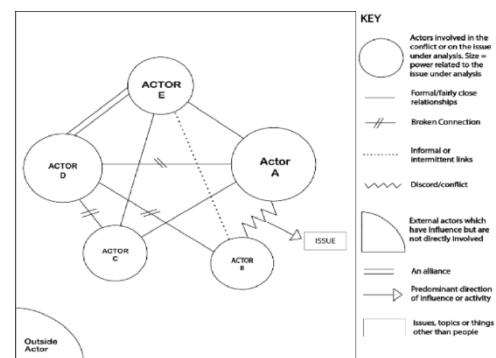 ACTOR
E
ACTOR
D
Actor
A
ACTOR
C
ACTOR
B
ISSUE
Outside
Actor
KEY
Actors involved in the
conflict or on the issue
under analysis. Size =
power related to the
issue under analysis
Formal/fairly close
relationships
Broken Connection
Informal or
intermittent links
Discord/conflict
External actors which
have influence but are
not directly involved
An alliance
Predominant direction
of influence or activity
Issues, topics or things
other than people